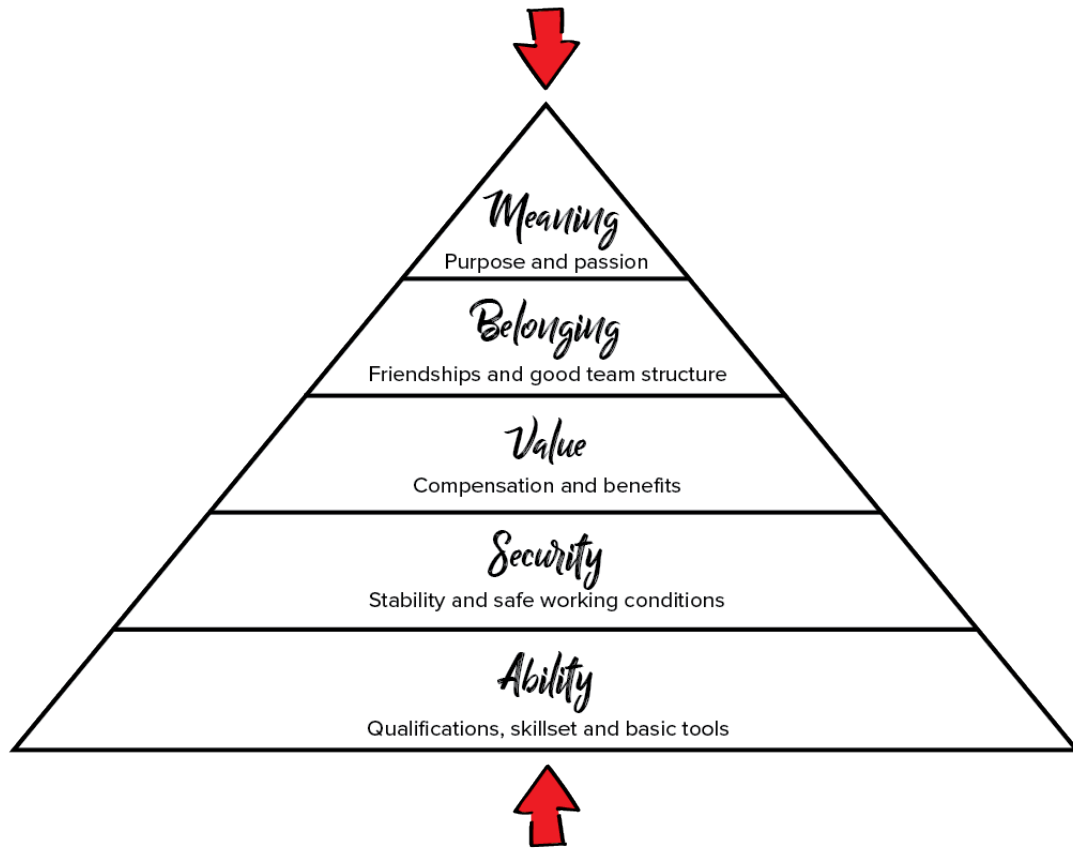 Meaning
Purpose and passion
Belonging
Friendships and good team structure
Value
Compensation and benefits
Security
Stability and safe working conditions
Ability
Qualifications, skillset and basic tools